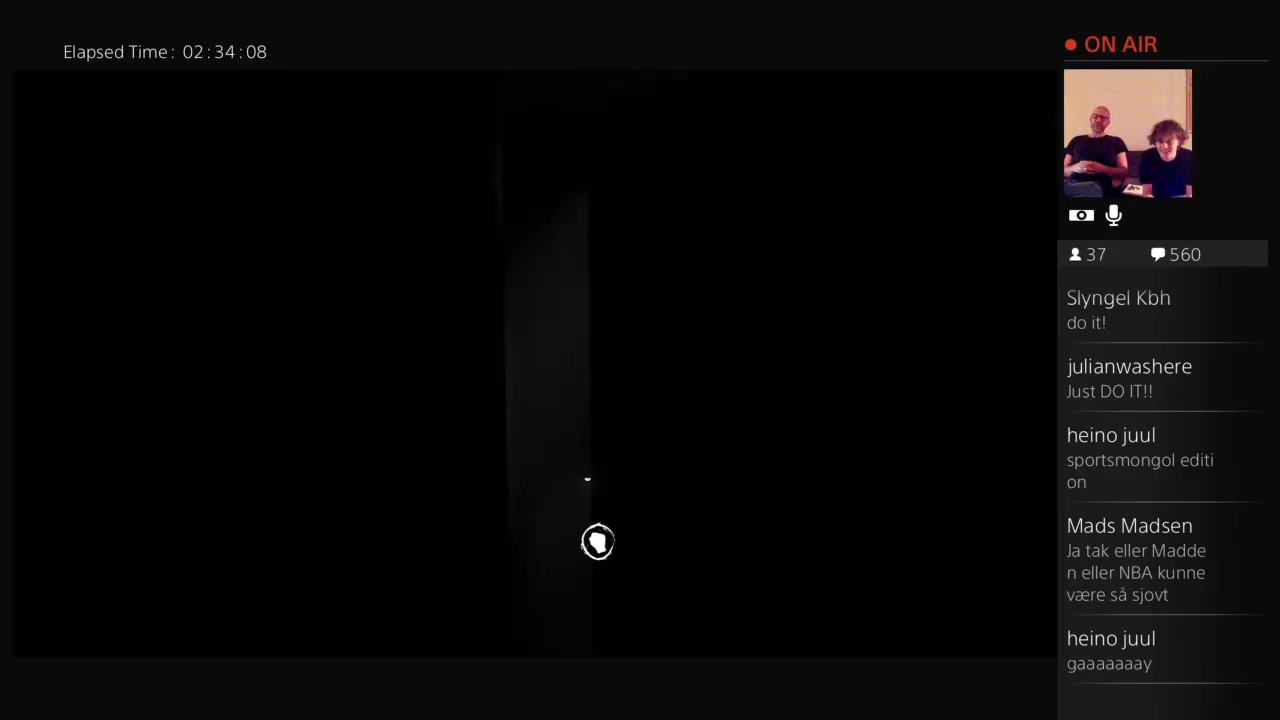 Elapsed Time: 02:34:08
ON AIR
37 560
Slyngel Kbh
do it!
julianwashere
Just DO IT!!
heino juul
sportsmongol editi
on
Mads Madsen
Ja tak eller Madde
n eller NBA kunne
være så sjovt
heino juul
gaaaaaaay